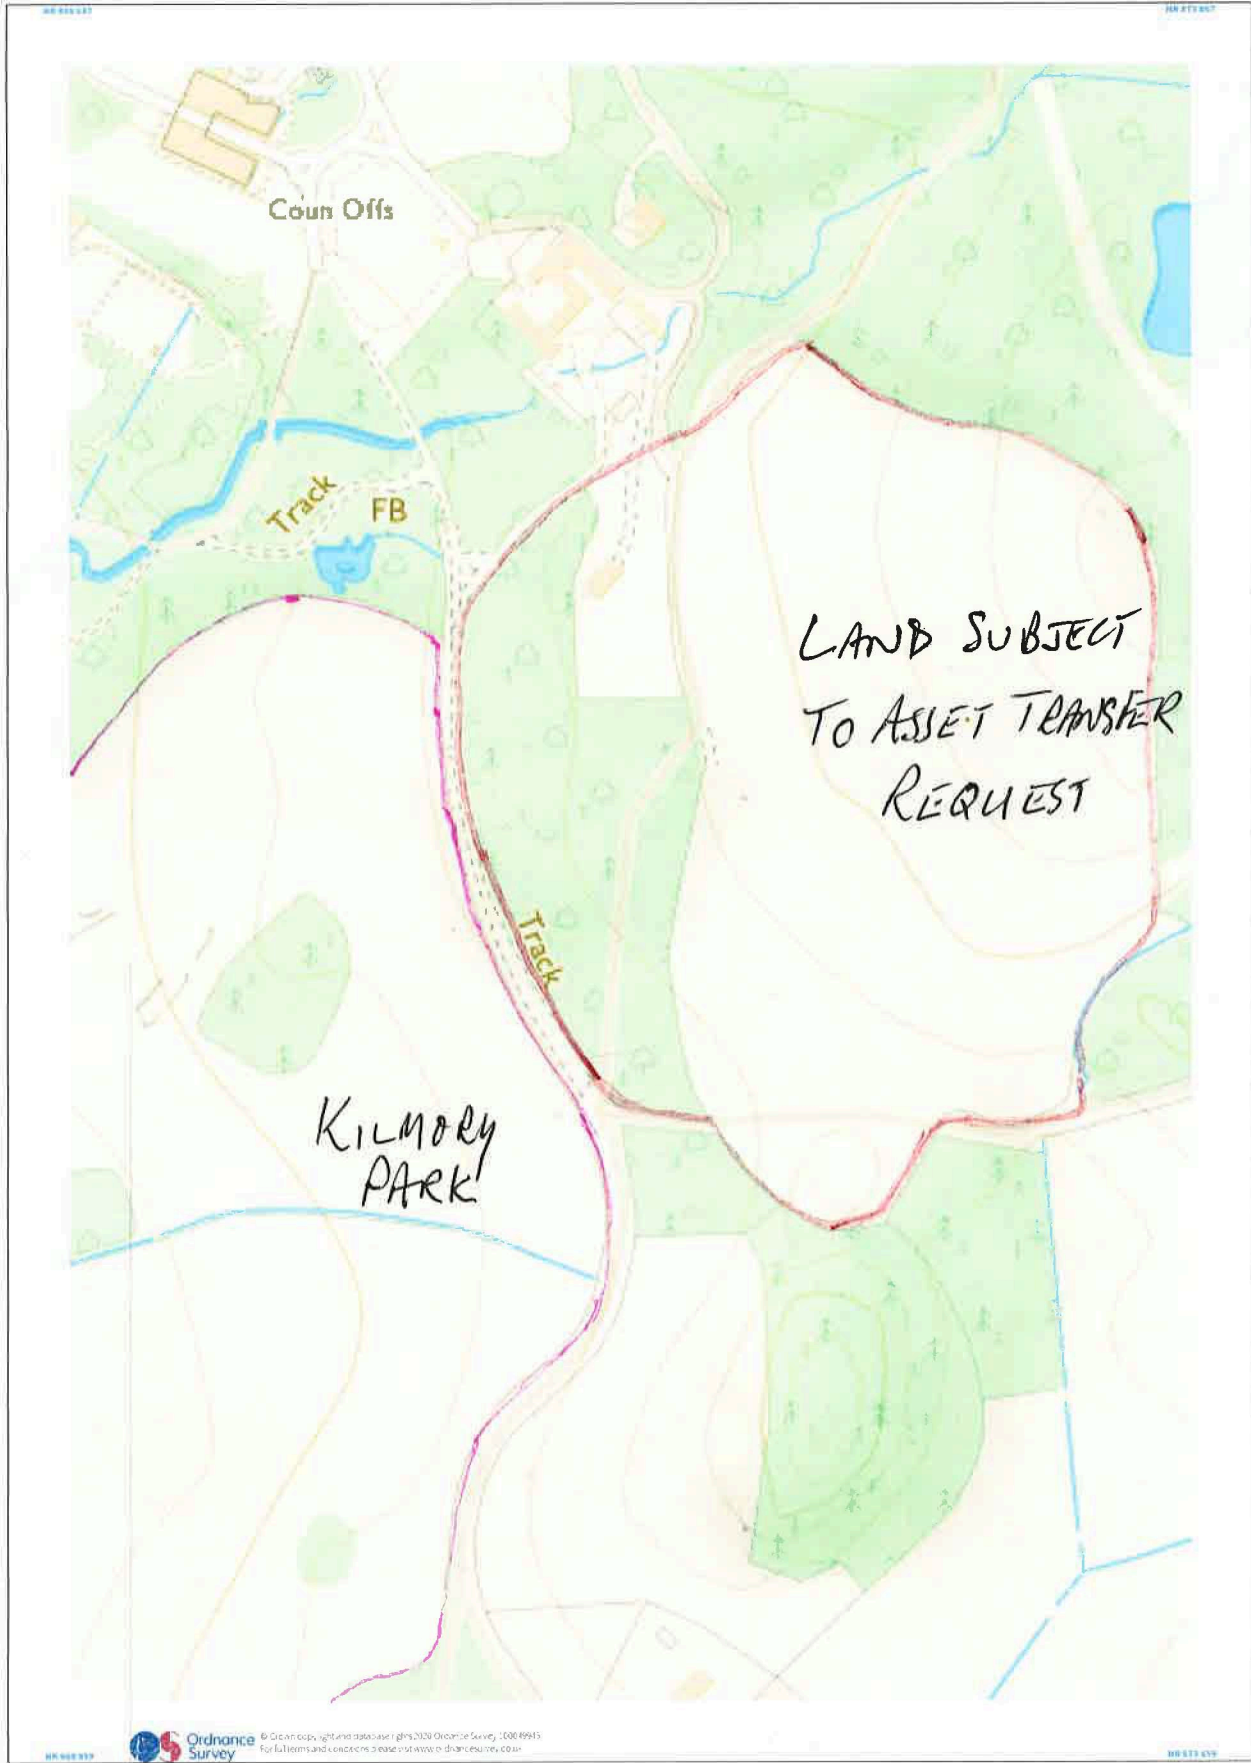 Coun Offs
Track
FB
LAND SUBJECT
TO ASSET TRANSFER
REQUEST
Track
KILMORY
PARK
Ordnance
Survey